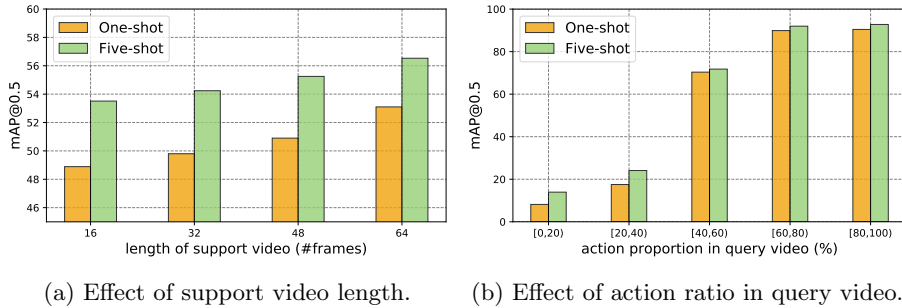 60
58
56
54
52
50
48
46
mAP@0.5
One-shot
Five-shot
16
32
48
64
length of support video (#frames)
(a) Effect of support video length.
100
80
60
40
20
0
mAP@0.5
One-shot
Five-shot
[0,20)
[20,40)
[40,60)
[60,80)
[80,100)
action proportion in query video (%)
(b) Effect of action ratio in query video.